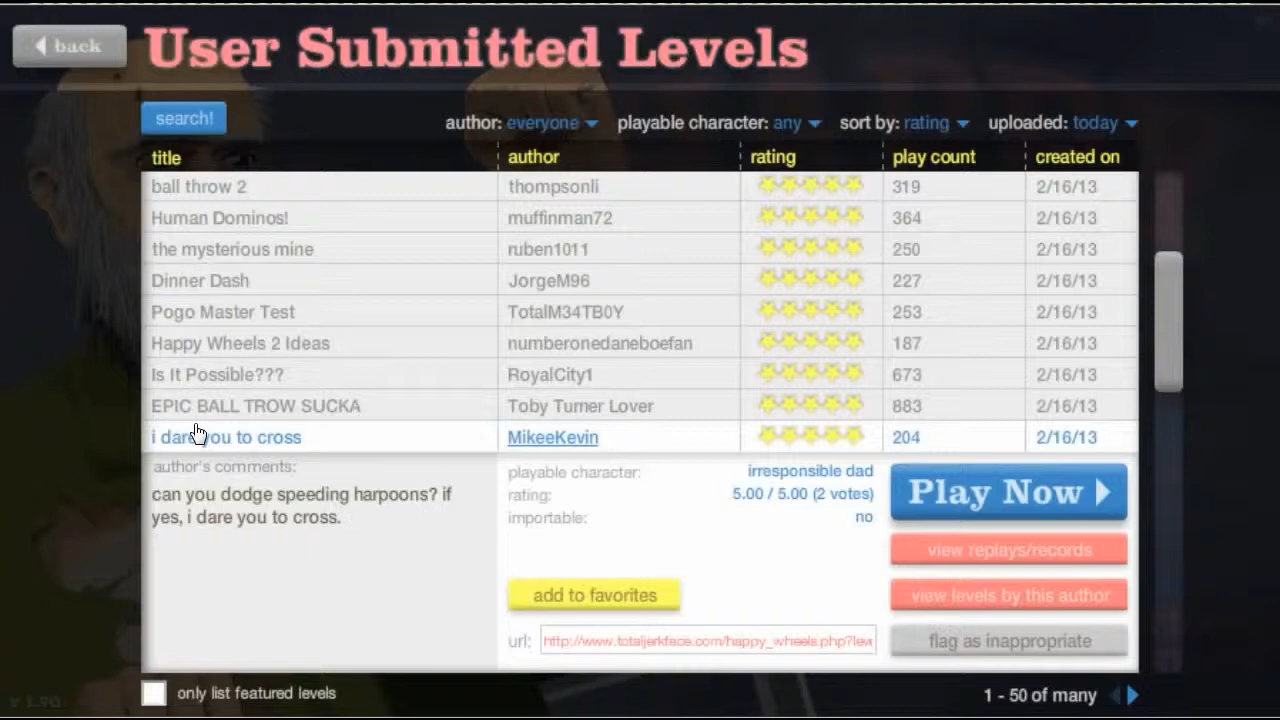 back
User Submitted Levels
search!
author: everyone playable character: any sort by: rating uploaded: today
title author rating play count created on
ball throw 2 thompsonli 319 2/16/13
Human Dominos! muffinman72 364 2/16/13
the mysterious mine ruben1011 250 2/16/13
Dinner Dash JorgeM96 227 2/16/13
Pogo Master Test TotalM34TB0Y 253 2/16/13
Happy Wheels 2 Ideas numberonedaneboefan 187 2/16/13
Is It Possible??? RoyalCity1 673 2/16/13
EPIC BALL TROW SUCKA Toby Turner Lover 883 2/16/13
i dare you to cross MikeeKevin 204 2/16/13
author's comments:
can you dodge speeding harpoons? if
yes, i dare you to cross.
playable character: irresponsible dad
rating: 5.00 / 5.00 (2 votes)
importable: no
add to favorites
url: http://www.totaljerkface.com/happy_wheels.php?leve
Play Now
view replays/records
view levels by this author
flag as inappropriate
only list featured levels
1 - 50 of many